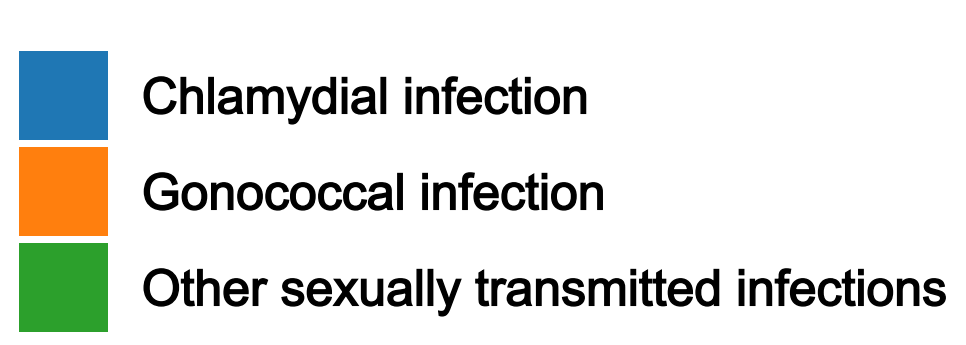 Chlamydial infection
Gonococcal infection
Other sexually transmitted infections